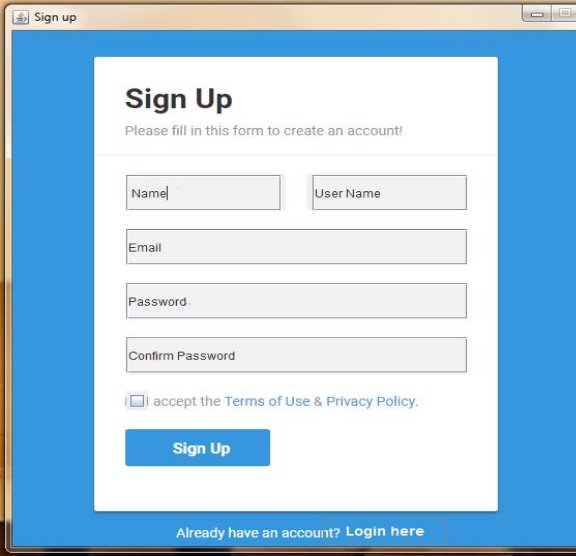 Sign up
Sign Up
Please fill in this form to create an account!
Name User Name
Email
Password
Confirm Password
I accept the Terms of Use & Privacy Policy.
Sign Up
Already have an account? Login here